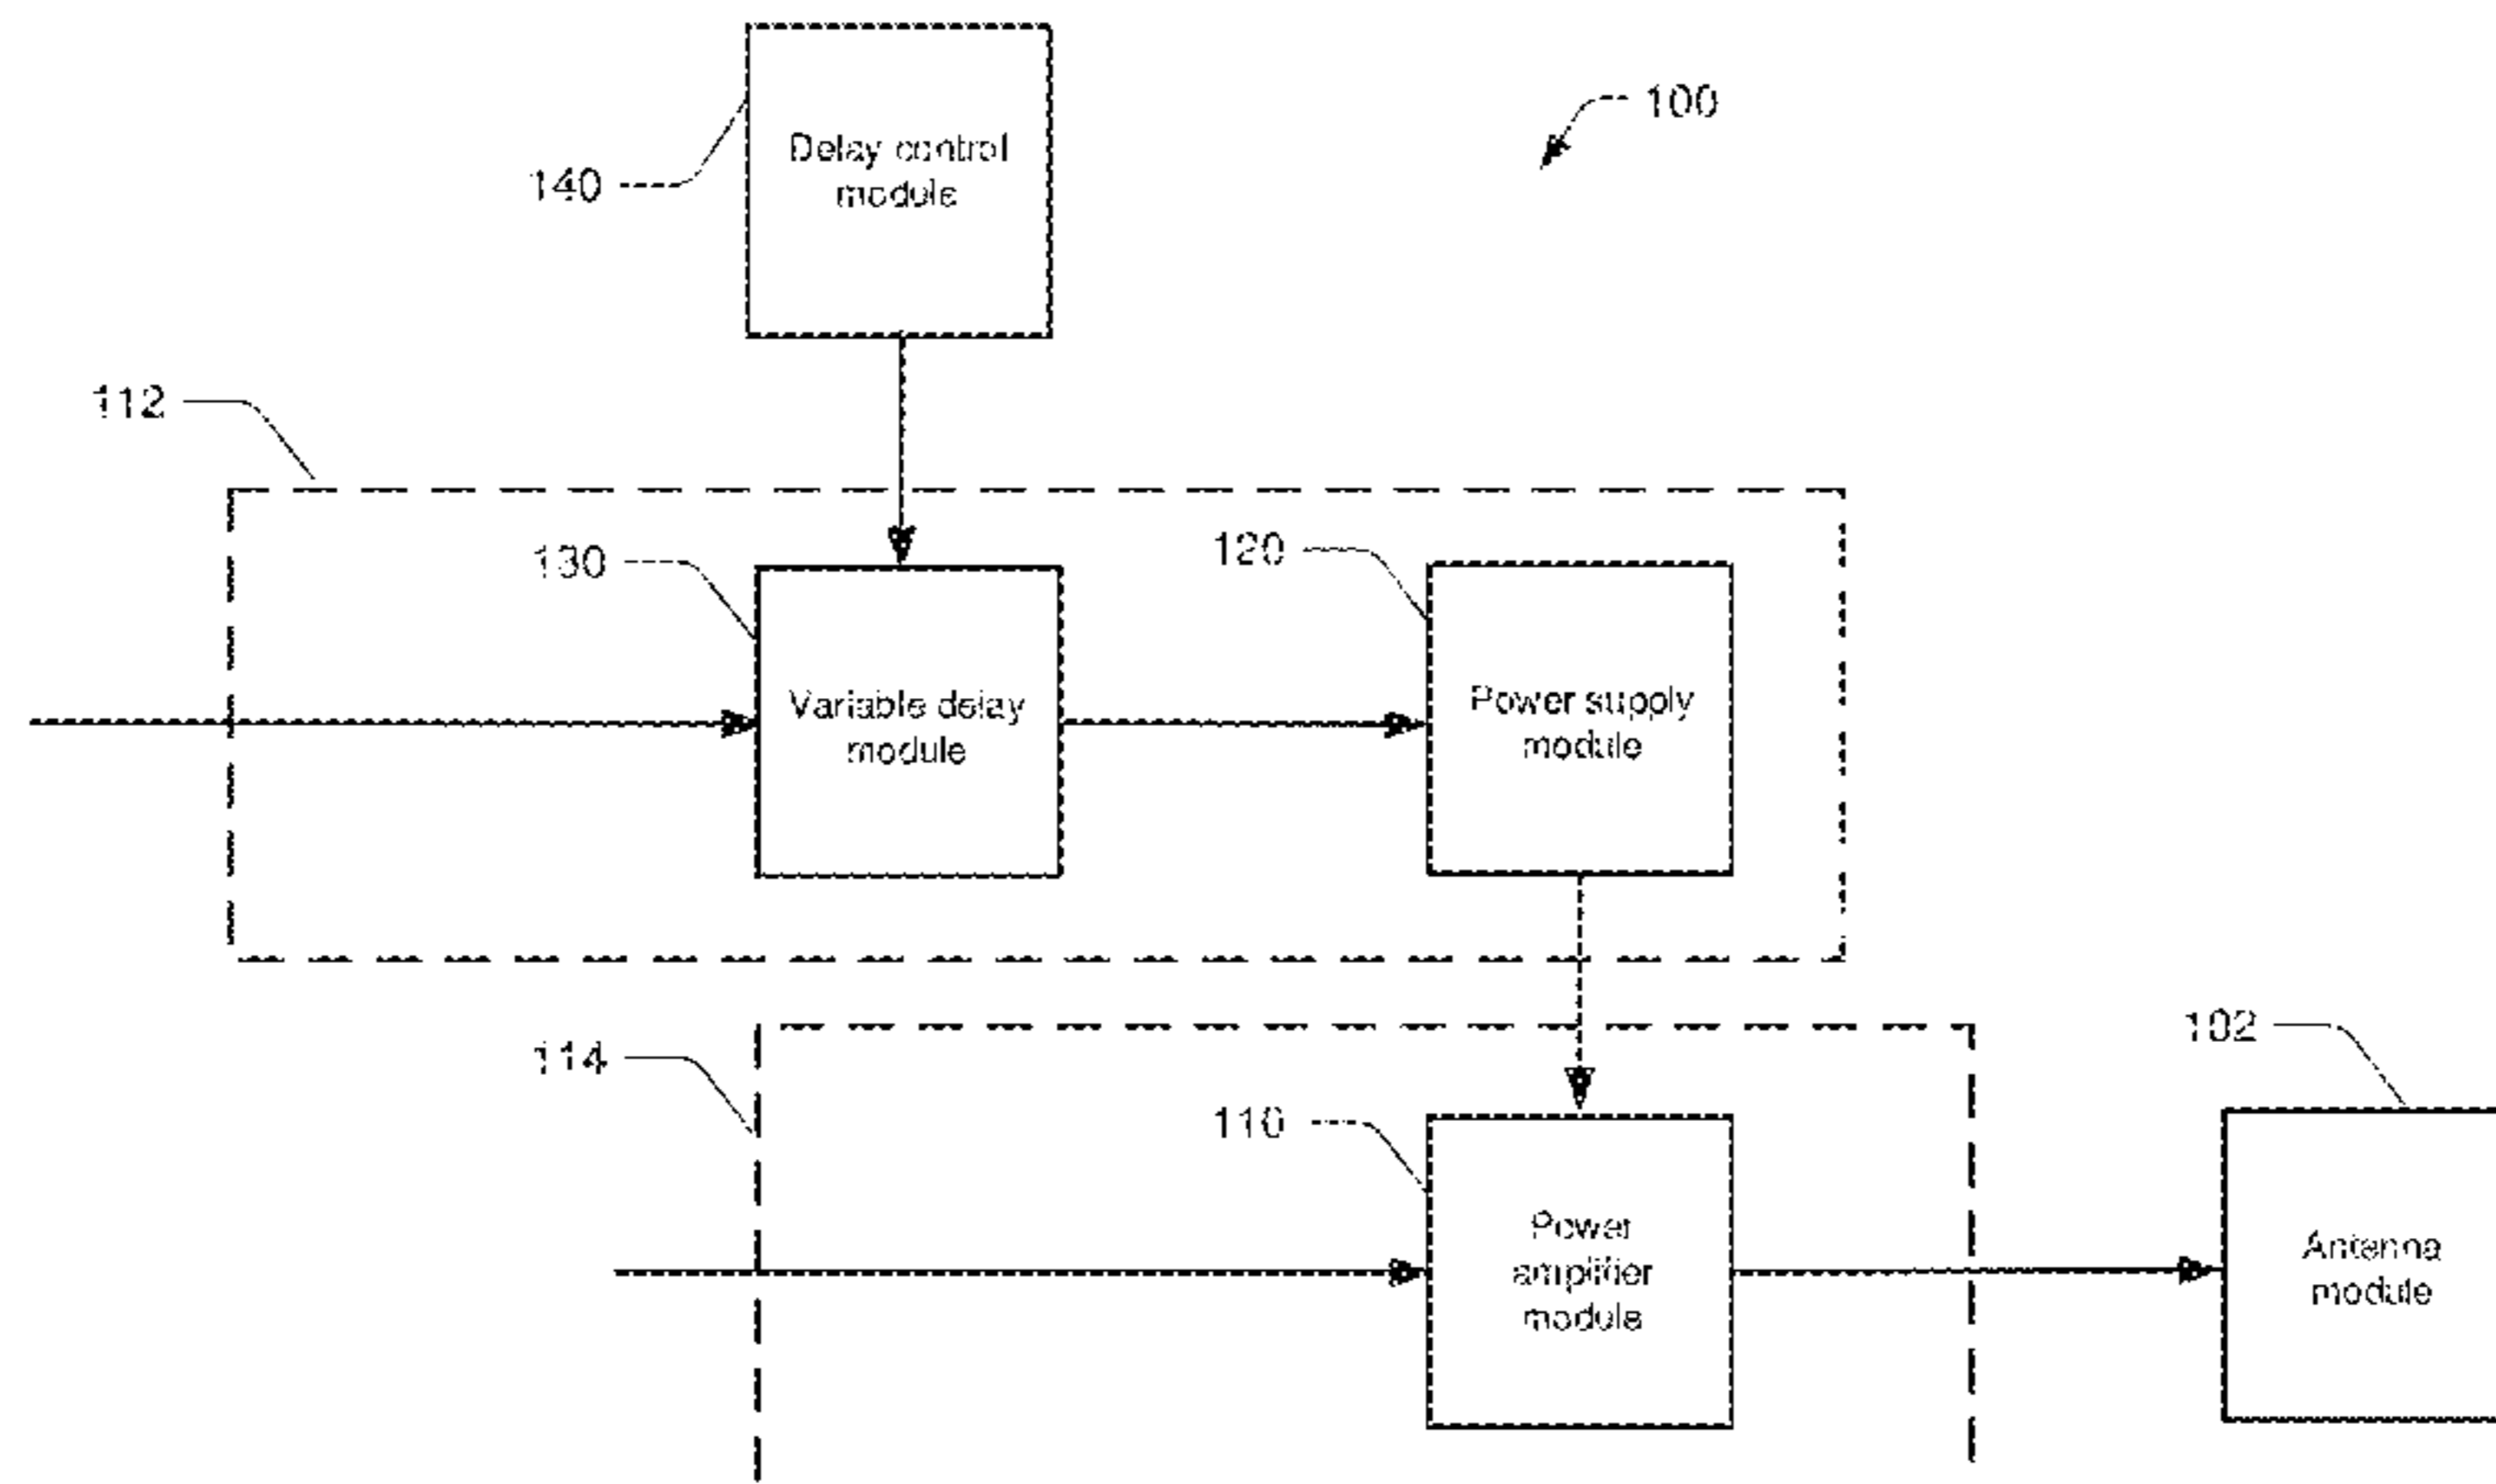 100
Delay control
module
140
112
130
120
Variable delay
module
Power supply
module
114
102
110
Power
amplifier
module
Antenna
module